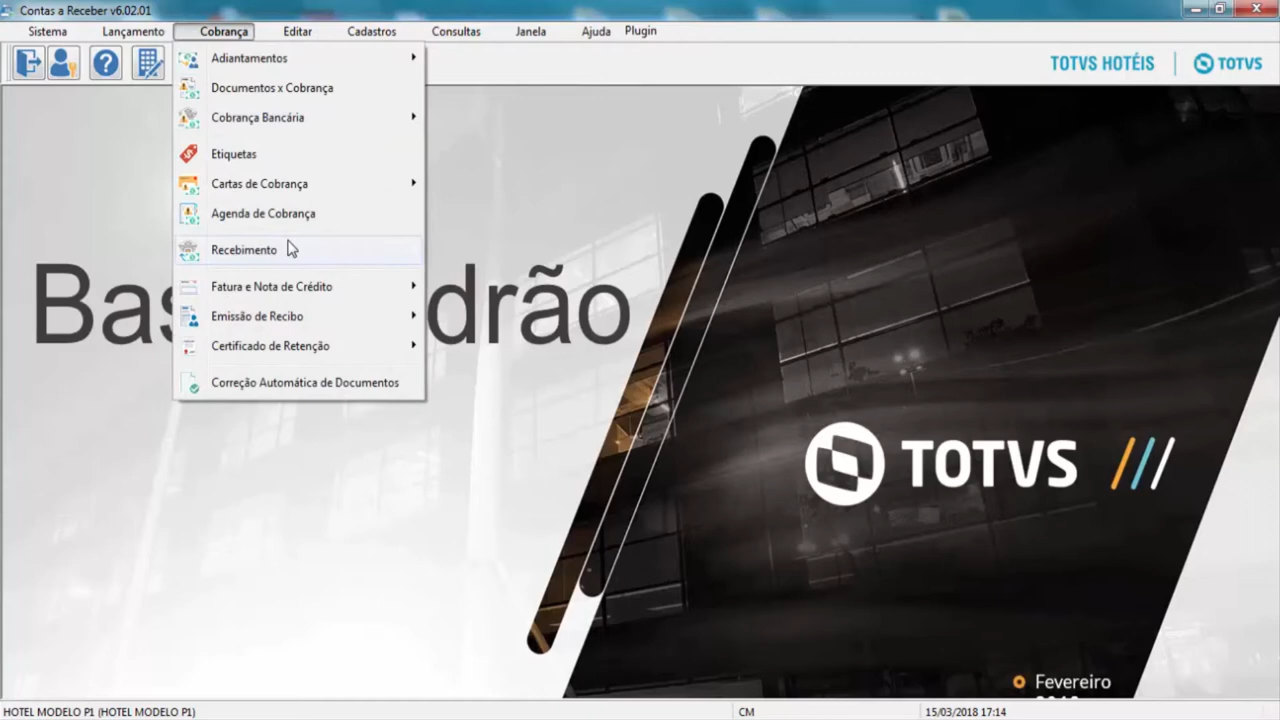 Contas a Receber v6.02.01
Sistema Lançamento Cobrança Editar Cadastros Consultas Janela Ajuda Plugin
TOTVS HOTÉIS TOTVS
Adiantamentos
Documentos x Cobrança
Cobrança Bancária
Etiquetas
Cartas de Cobrança
Agenda de Cobrança
Recebimento
Fatura e Nota de Crédito
Emissão de Recibo
Certificado de Retenção
Correção Automática de Documentos
TOTVS
Fevereiro
HOTEL MODELO P1 (HOTEL MODELO P1) CM 15/03/2018 17:14